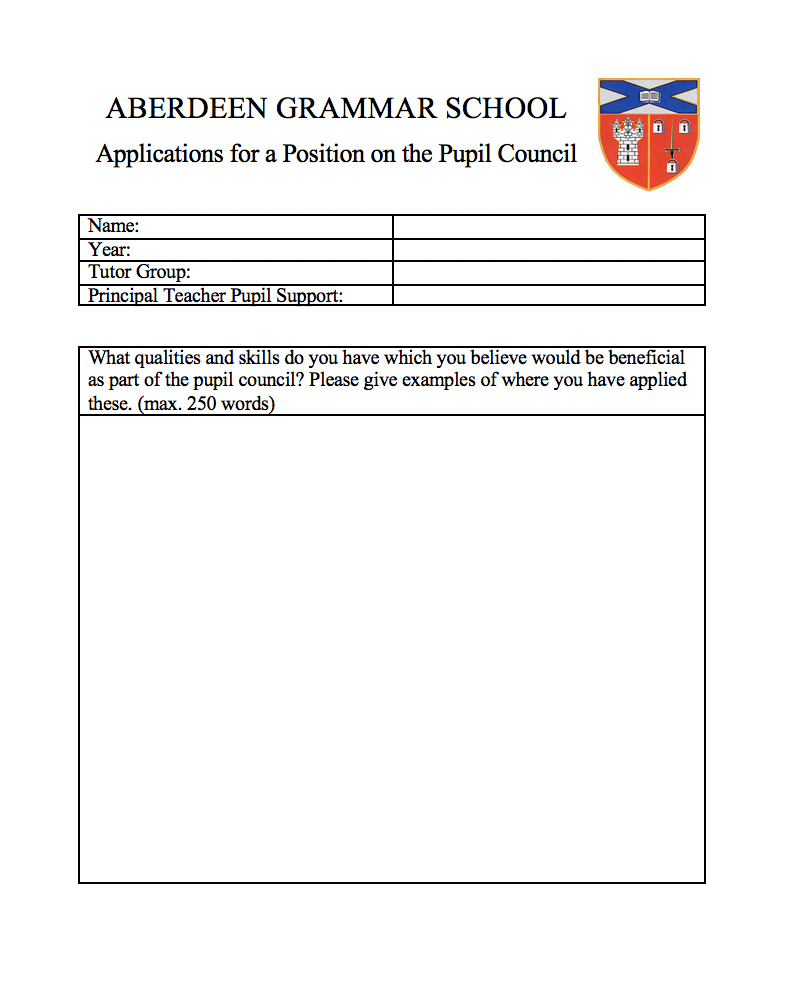 ABERDEEN GRAMMAR SCHOOL
Applications for a Position on the Pupil Council
Name:
Year:
Tutor Group:
Principal Teacher Pupil Support:
What qualities and skills do you have which you believe would be beneficial
as part of the pupil council? Please give examples of where you have applied
these. (max. 250 words)